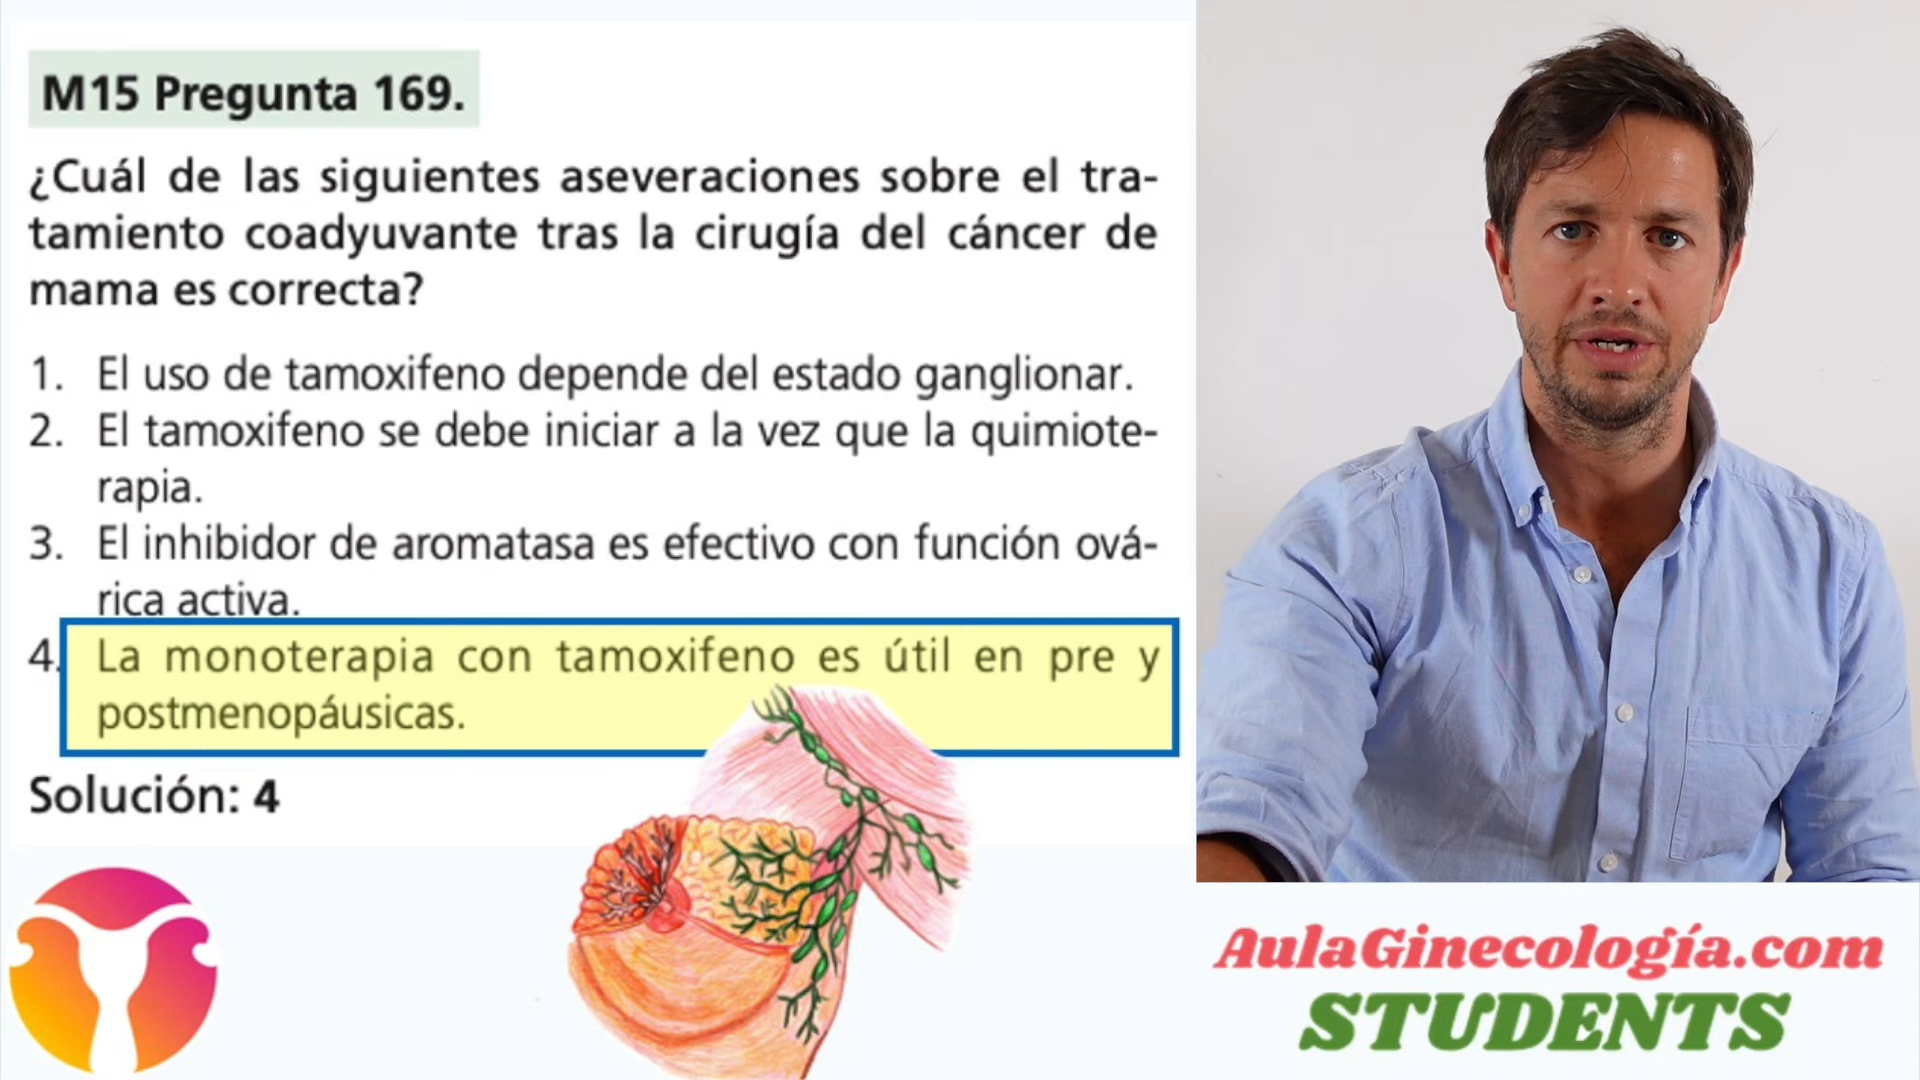 M15 Pregunta 169.
¿Cuál de las siguientes aseveraciones sobre el tra-
tamiento coadyuvante tras la cirugía del cáncer de
mama es correcta?
1. El uso de tamoxifeno depende del estado ganglionar.
2. El tamoxifeno se debe iniciar a la vez que la quimiote-
rapia.
3. El inhibidor de aromatasa es efectivo con función ová-
rica activa.
4. La monoterapia con tamoxifeno es útil en pre y
postmenopáusicas.
Solución: 4
AulaGinecología.com
STUDENTS